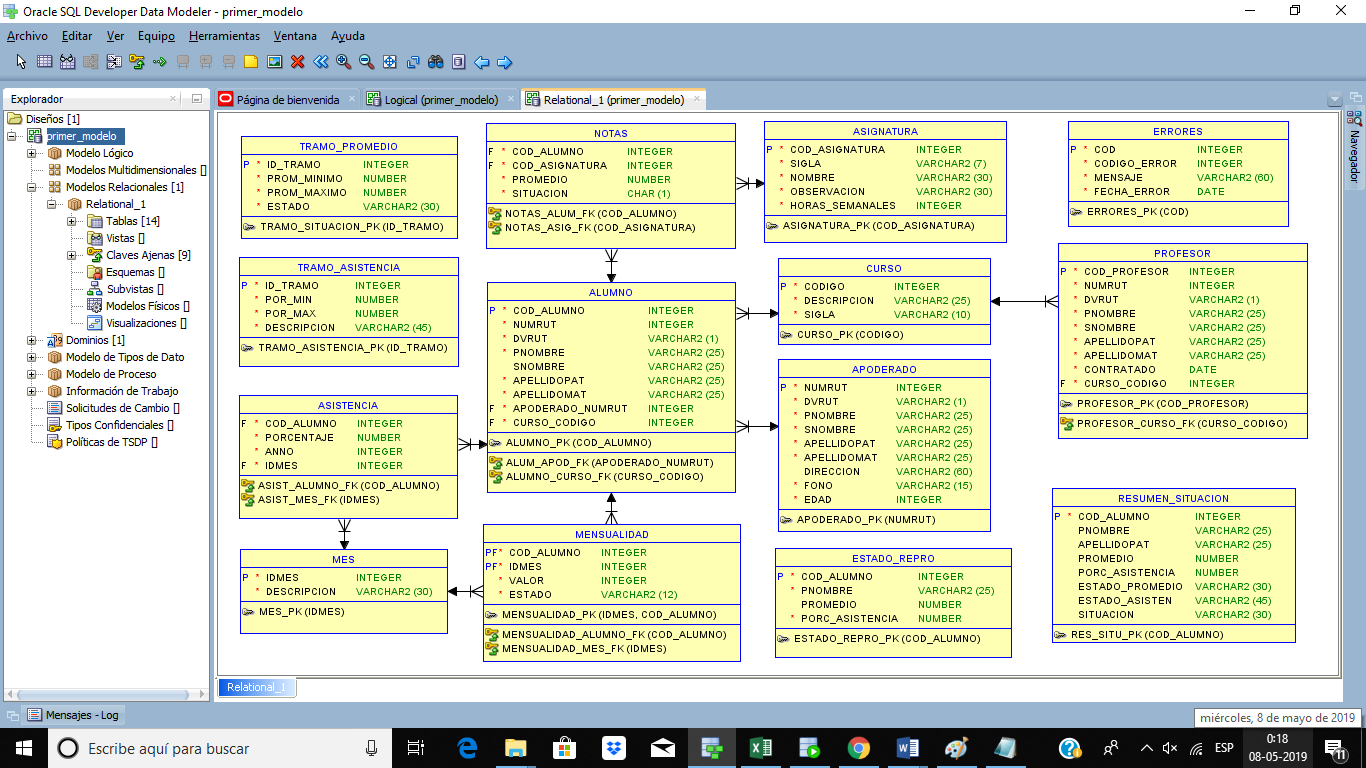 Oracle SQL Developer Data Modeler - primer_modelo
Archivo Editar Ver Equipo Herramientas Ventana Ayuda
Explorador
Diseños [1]
primer_modelo
Modelo Lógico
Modelos Multidimensionales []
Modelos Relacionales [1]
Relational_1
Tablas [14]
Vistas []
Claves Ajenas [9]
Esquemas []
Subvistas []
Modelos Físicos []
Visualizaciones []
Dominios [1]
Modelo de Tipos de Dato
Modelo de Proceso
Información de Trabajo
Solicitudes de Cambio []
Tipos Confidenciales []
Políticas de TSDP []
Página de bienvenida
Logical (primer_modelo)
Relational_1 (primer_modelo)
Navegador
TRAMO_PROMEDIO
P * ID_TRAMO INTEGER
* PROM_MINIMO NUMBER
* PROM_MAXIMO NUMBER
* ESTADO VARCHAR2 (30)
TRAMO_SITUACION_PK (ID_TRAMO)
NOTAS
F * COD_ALUMNO INTEGER
F * COD_ASIGNATURA INTEGER
* PROMEDIO NUMBER
* SITUACION CHAR (1)
NOTAS_ALUM_FK (COD_ALUMNO)
NOTAS_ASIG_FK (COD_ASIGNATURA)
ASIGNATURA
P * COD_ASIGNATURA INTEGER
* SIGLA VARCHAR2 (7)
* NOMBRE VARCHAR2 (30)
* OBSERVACION VARCHAR2 (30)
* HORAS_SEMANALES INTEGER
ASIGNATURA_PK (COD_ASIGNATURA)
ERRORES
P * COD INTEGER
* CODIGO_ERROR INTEGER
* MENSAJE VARCHAR2 (60)
* FECHA_ERROR DATE
ERRORES_PK (COD)
TRAMO_ASISTENCIA
P * ID_TRAMO INTEGER
* POR_MIN NUMBER
* POR_MAX NUMBER
* DESCRIPCION VARCHAR2 (45)
TRAMO_ASISTENCIA_PK (ID_TRAMO)
ALUMNO
P * COD_ALUMNO INTEGER
* NUMRUT INTEGER
* DVRUT VARCHAR2 (1)
* PNOMBRE VARCHAR2 (25)
SNOMBRE VARCHAR2 (25)
* APELLIDOPAT VARCHAR2 (25)
* APELLIDOMAT VARCHAR2 (25)
F * APODERADO_NUMRUT INTEGER
F * CURSO_CODIGO INTEGER
ALUMNO_PK (COD_ALUMNO)
ALUM_APOD_FK (APODERADO_NUMRUT)
ALUMNO_CURSO_FK (CURSO_CODIGO)
CURSO
P * CODIGO INTEGER
* DESCRIPCION VARCHAR2 (25)
* SIGLA VARCHAR2 (10)
CURSO_PK (CODIGO)
PROFESOR
P * COD_PROFESOR INTEGER
* NUMRUT INTEGER
* DVRUT VARCHAR2 (1)
* PNOMBRE VARCHAR2 (25)
* SNOMBRE VARCHAR2 (25)
* APELLIDOPAT VARCHAR2 (25)
* APELLIDOMAT VARCHAR2 (25)
* CONTRATADO DATE
F * CURSO_CODIGO INTEGER
PROFESOR_PK (COD_PROFESOR)
PROFESOR_CURSO_FK (CURSO_CODIGO)
APODERADO
P * NUMRUT INTEGER
* DVRUT VARCHAR2 (1)
* PNOMBRE VARCHAR2 (25)
* SNOMBRE VARCHAR2 (25)
* APELLIDOPAT VARCHAR2 (25)
* APELLIDOMAT VARCHAR2 (25)
DIRECCION VARCHAR2 (60)
* FONO VARCHAR2 (15)
* EDAD INTEGER
APODERADO_PK (NUMRUT)
ASISTENCIA
F * COD_ALUMNO INTEGER
* PORCENTAJE NUMBER
* ANNO INTEGER
F * IDMES INTEGER
ASIST_ALUMNO_FK (COD_ALUMNO)
ASIST_MES_FK (IDMES)
MES
P * IDMES INTEGER
* DESCRIPCION VARCHAR2 (30)
MES_PK (IDMES)
MENSUALIDAD
PF* COD_ALUMNO INTEGER
PF* IDMES INTEGER
* VALOR INTEGER
* ESTADO VARCHAR2 (12)
MENSUALIDAD_PK (IDMES, COD_ALUMNO)
MENSUALIDAD_ALUMNO_FK (COD_ALUMNO)
MENSUALIDAD_MES_FK (IDMES)
ESTADO_REPRO
P * COD_ALUMNO INTEGER
* PNOMBRE VARCHAR2 (25)
PROMEDIO NUMBER
* PORC_ASISTENCIA NUMBER
ESTADO_REPRO_PK (COD_ALUMNO)
RESUMEN_SITUACION
P * COD_ALUMNO INTEGER
PNOMBRE VARCHAR2 (25)
APELLIDOPAT VARCHAR2 (25)
PROMEDIO NUMBER
PORC_ASISTENCIA NUMBER
ESTADO_PROMEDIO VARCHAR2 (30)
ESTADO_ASISTEN VARCHAR2 (45)
SITUACION VARCHAR2 (30)
RES_SITU_PK (COD_ALUMNO)
Relational_1
Mensajes - Log
miércoles, 8 de mayo de 2019
Escribe aquí para buscar
ESP
0:18
08-05-2019
11